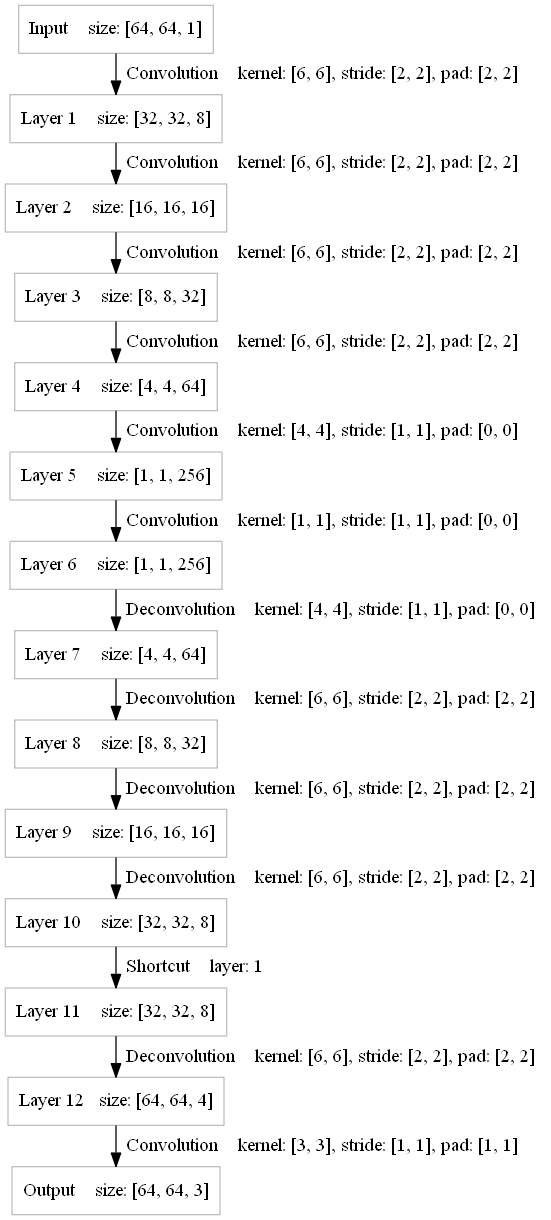 Input size: [64, 64, 1]
Convolution kernel: [6, 6], stride: [2, 2], pad: [2, 2]
Layer 1 size: [32, 32, 8]
Convolution kernel: [6, 6], stride: [2, 2], pad: [2, 2]
Layer 2 size: [16, 16, 16]
Convolution kernel: [6, 6], stride: [2, 2], pad: [2, 2]
Layer 3 size: [8, 8, 32]
Convolution kernel: [6, 6], stride: [2, 2], pad: [2, 2]
Layer 4 size: [4, 4, 64]
Convolution kernel: [4, 4], stride: [1, 1], pad: [0, 0]
Layer 5 size: [1, 1, 256]
Convolution kernel: [1, 1], stride: [1, 1], pad: [0, 0]
Layer 6 size: [1, 1, 256]
Deconvolution kernel: [4, 4], stride: [1, 1], pad: [0, 0]
Layer 7 size: [4, 4, 64]
Deconvolution kernel: [6, 6], stride: [2, 2], pad: [2, 2]
Layer 8 size: [8, 8, 32]
Deconvolution kernel: [6, 6], stride: [2, 2], pad: [2, 2]
Layer 9 size: [16, 16, 16]
Deconvolution kernel: [6, 6], stride: [2, 2], pad: [2, 2]
Layer 10 size: [32, 32, 8]
Shortcut layer: 1
Layer 11 size: [32, 32, 8]
Deconvolution kernel: [6, 6], stride: [2, 2], pad: [2, 2]
Layer 12 size: [64, 64, 4]
Convolution kernel: [3, 3], stride: [1, 1], pad: [1, 1]
Output size: [64, 64, 3]